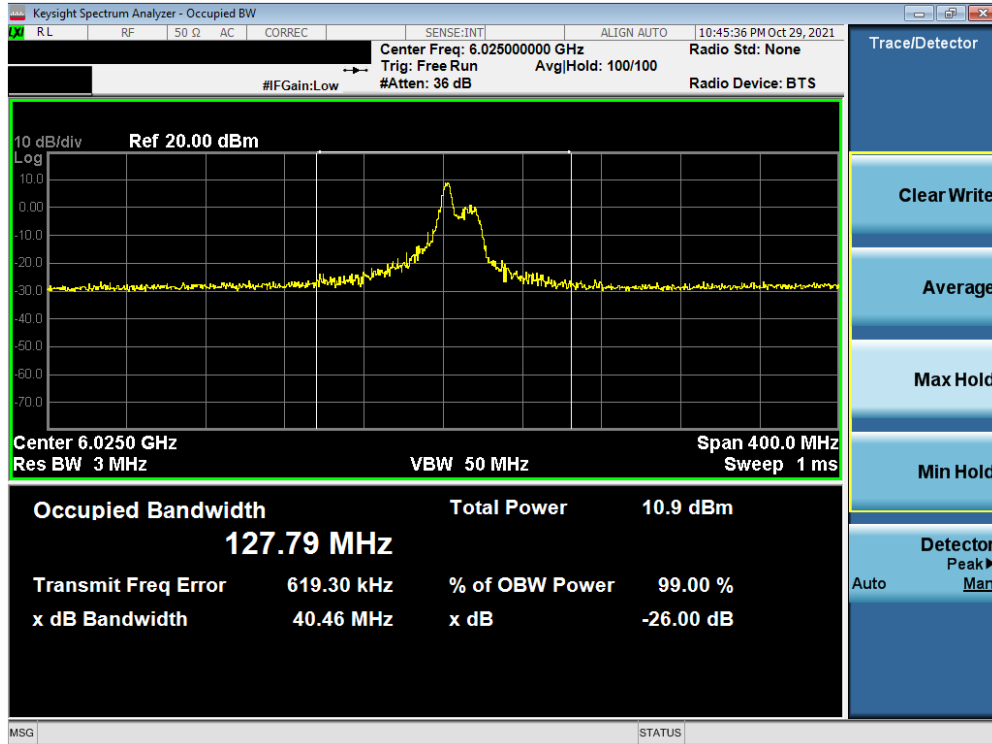 Keysight Spectrum Analyzer - Occupied BW
LXI RL RF 50 Ω AC CORREC SENSE:INT ALIGN AUTO 10:45:36 PM Oct 29, 2021
Center Freq: 6.025000000 GHz Radio Std: None
Trig: Free Run Avg|Hold: 100/100
#IFGain:Low #Atten: 36 dB Radio Device: BTS
10 dB/div Ref 20.00 dBm
Log
10.0
0.00
-10.0
-20.0
-30.0
-40.0
-50.0
-60.0
-70.0
Center 6.0250 GHz Span 400.0 MHz
Res BW 3 MHz VBW 50 MHz Sweep 1 ms
Occupied Bandwidth Total Power 10.9 dBm
127.79 MHz
Transmit Freq Error 619.30 kHz % of OBW Power 99.00 %
x dB Bandwidth 40.46 MHz x dB -26.00 dB
MSG STATUS
Trace/Detector
Clear Write
Average
Max Hold
Min Hold
Detector
Peak▶
Auto Man